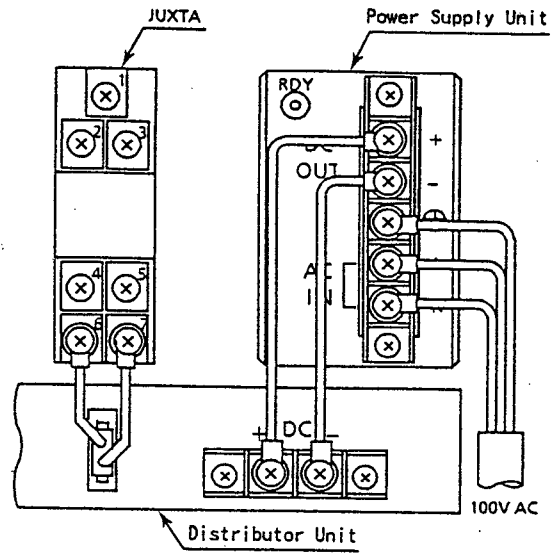 JUXTA
Power Supply Unit
1
RDY
2 3
+
OUT
-
4 5
IN
6 7
+ DC -
100V AC
Distributor Unit